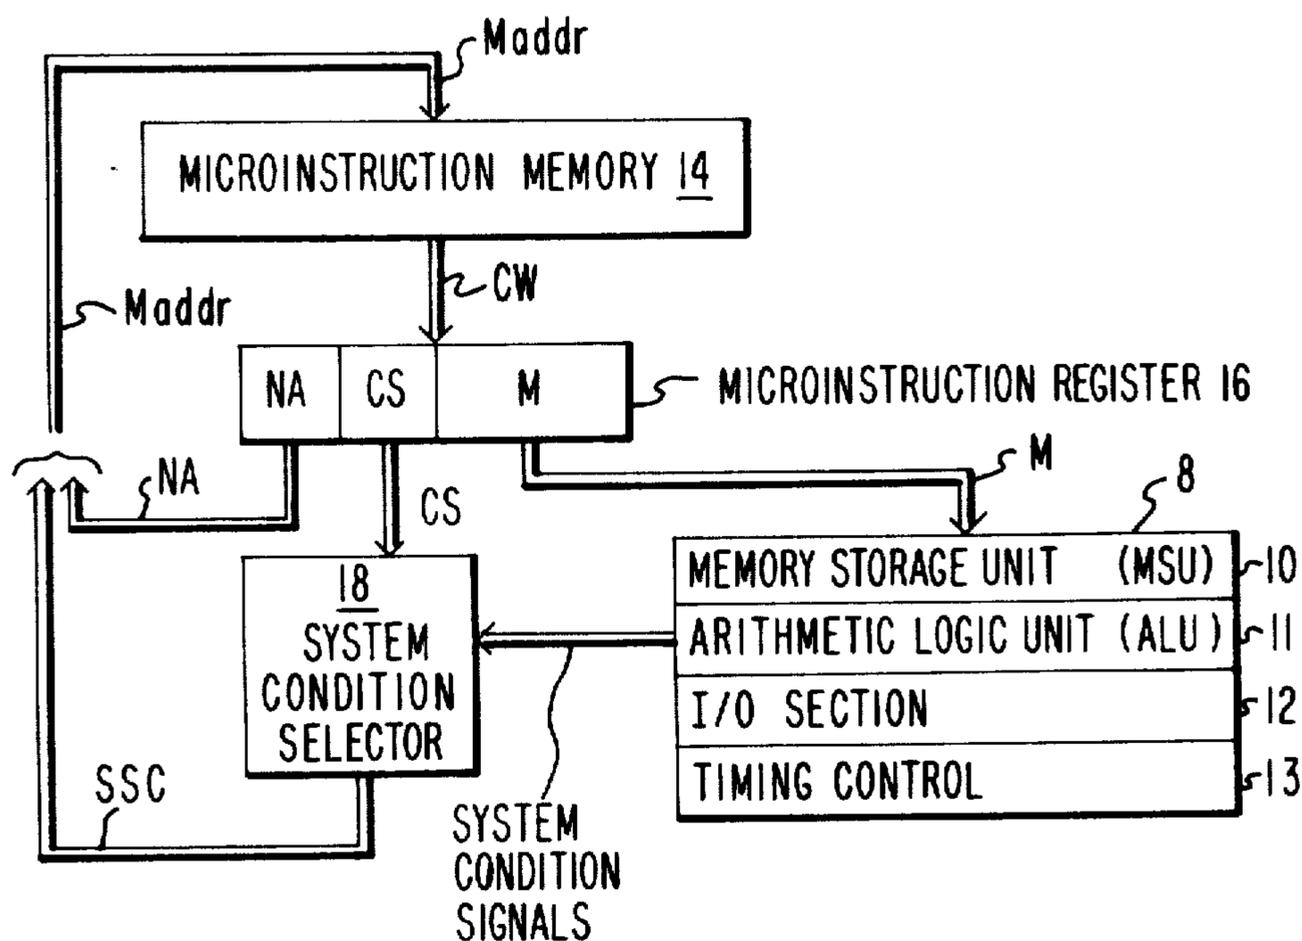 Maddr
MICROINSTRUCTION MEMORY 14
CW
Maddr
NA CS M
MICROINSTRUCTION REGISTER 16
M
NA
CS
8
MEMORY STORAGE UNIT (MSU) 10
ARITHMETIC LOGIC UNIT (ALU) 11
I/O SECTION 12
TIMING CONTROL 13
18
SYSTEM
CONDITION
SELECTOR
SSC
SYSTEM
CONDITION
SIGNALS